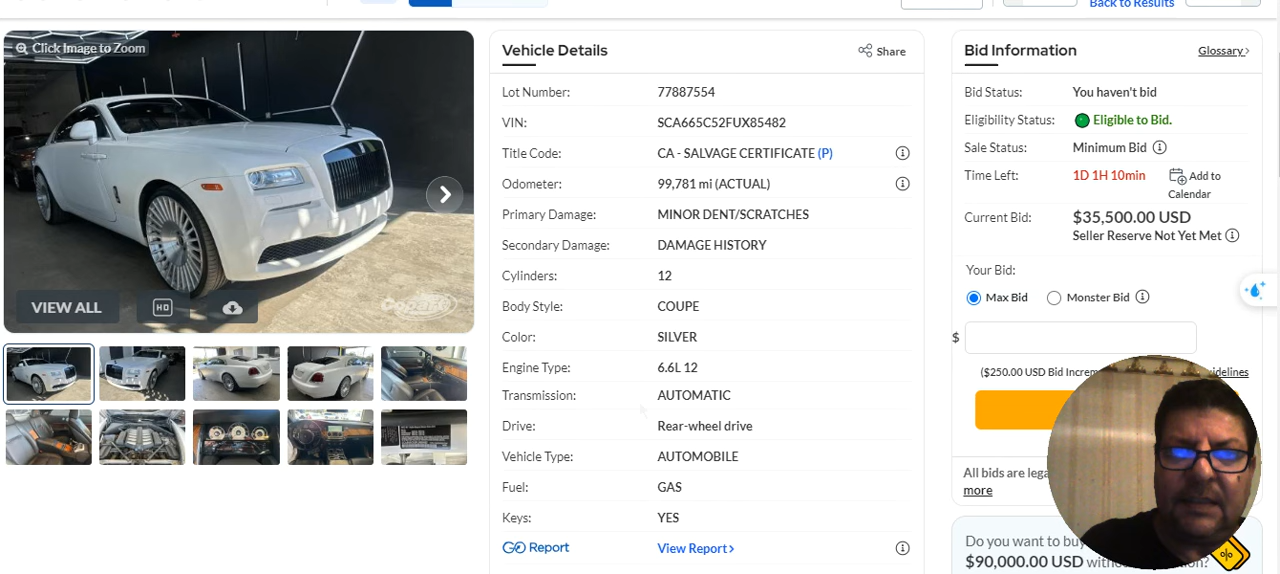 Back to Results
Click Image to Zoom
VIEW ALL
HD
Copart
Vehicle Details
Share
Lot Number: 77887554
VIN: SCA665C52FUX85482
Title Code: CA - SALVAGE CERTIFICATE (P)
Odometer: 99,781 mi (ACTUAL)
Primary Damage: MINOR DENT/SCRATCHES
Secondary Damage: DAMAGE HISTORY
Cylinders: 12
Body Style: COUPE
Color: SILVER
Engine Type: 6.6L 12
Transmission: AUTOMATIC
Drive: Rear-wheel drive
Vehicle Type: AUTOMOBILE
Fuel: GAS
Keys: YES
Report View Report>
Bid Information
Glossary>
Bid Status: You haven't bid
Eligibility Status: Eligible to Bid.
Sale Status: Minimum Bid
Time Left: 1D 1H 10min Add to
Calendar
Current Bid: $35,500.00 USD
Seller Reserve Not Yet Met
Your Bid:
Max Bid Monster Bid
$
($250.00 USD Bid
All bids are
more
Do you want to buy
$90,000.00 USD
%